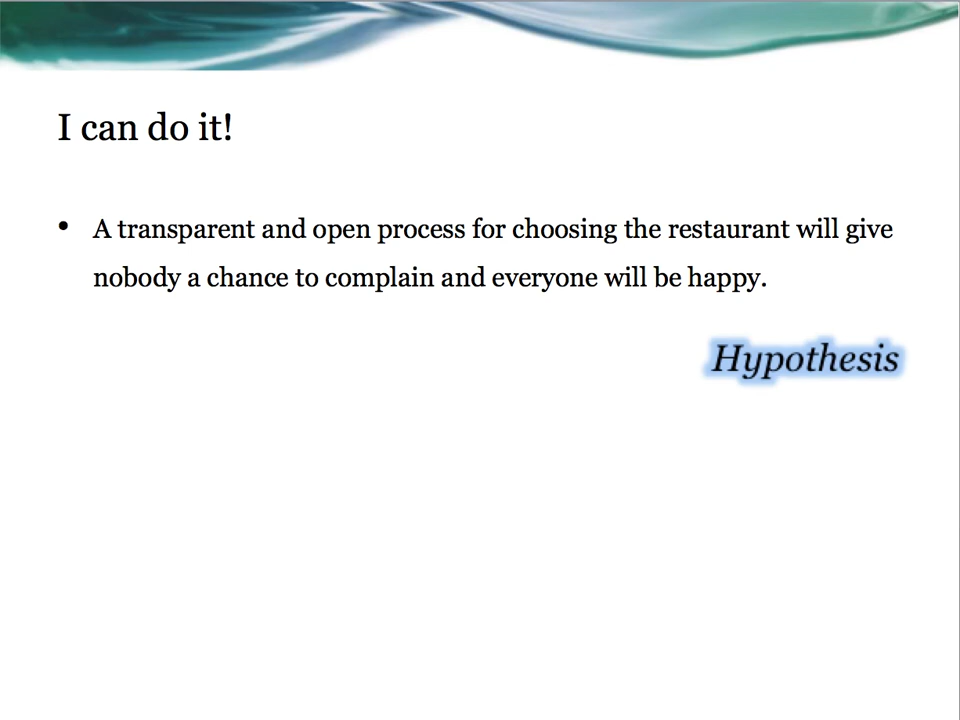 I can do it!
• A transparent and open process for choosing the restaurant will give
nobody a chance to complain and everyone will be happy.
Hypothesis